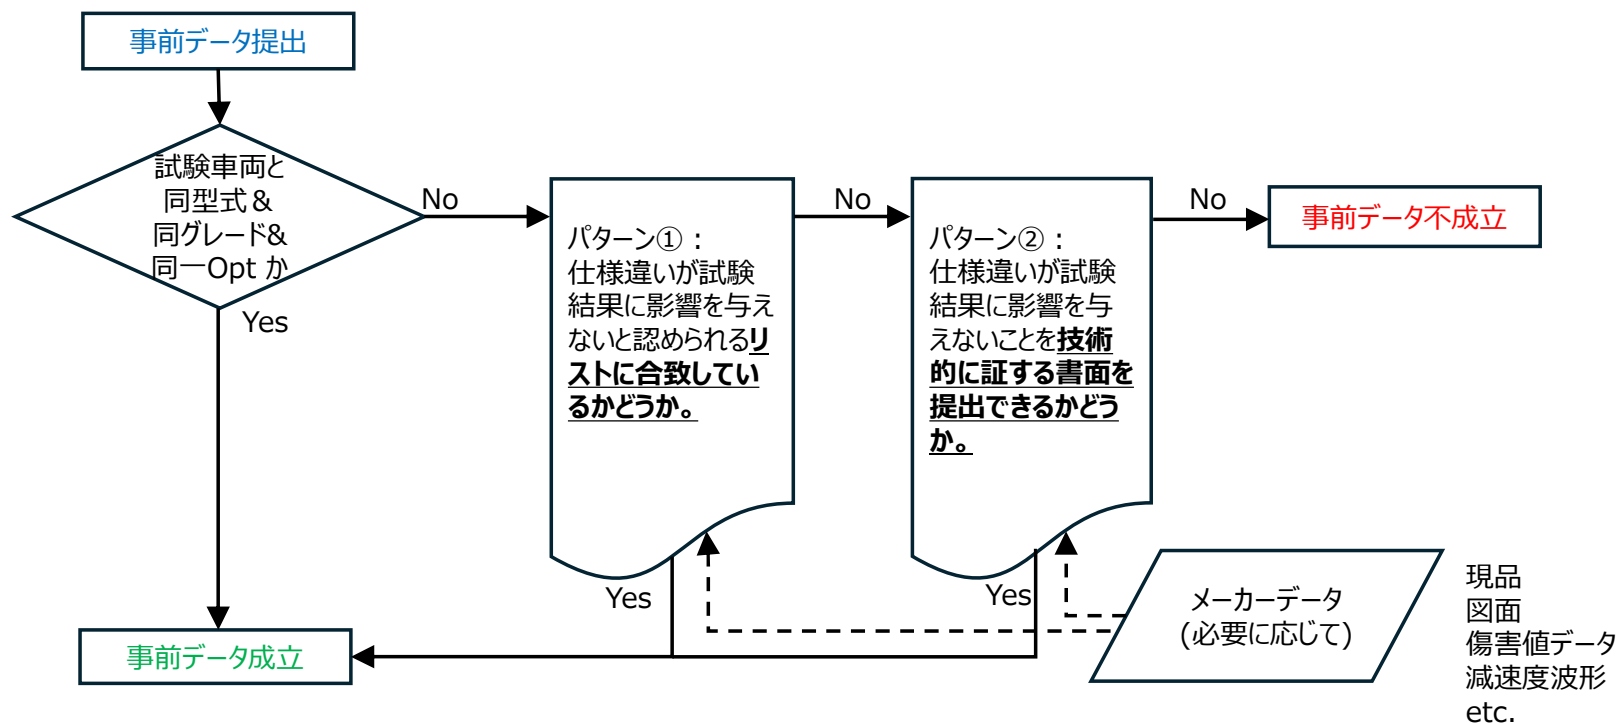 事前データ提出
試験車両と
同型式&
同グレード&
同一Opt か
No
Yes
パターン①：
仕様違いが試験
結果に影響を与え
ないと認められるリ
ストに合致してい
るかどうか。
No
Yes
パターン②：
仕様違いが試験
結果に影響を与
えないことを技術
的に証する書面を
提出できるかどう
か。
No
Yes
事前データ不成立
事前データ成立
メーカーデータ
(必要に応じて)
現品
図面
傷害値データ
減速度波形
etc.